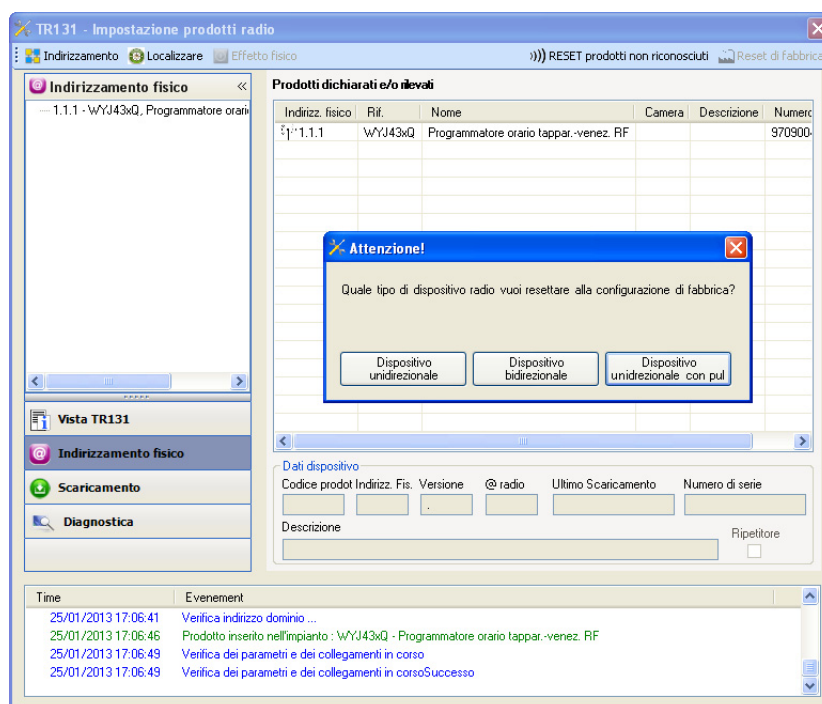 TR131 - Impostazione prodotti radio
Indirizzamento Localizzare Effetto fisico RESET prodotti non riconosciuti Reset di fabbrica
Indirizzamento fisico
1.1.1 - WYJ43xQ, Programmatore orari
Prodotti dichiarati e/o rilevati
Indirizz. fisico Rif. Nome Camera Descrizione Numero
1.1.1 WYJ43xQ Programmatore orario tappar.-venez. RF 970900
Attenzione!
Quale tipo di dispositivo radio vuoi resettare alla configurazione di fabbrica?
Dispositivo unidirezionale
Dispositivo bidirezionale
Dispositivo unidrezionale con pul
Vista TR131
Indirizzamento fisico
Scaricamento
Diagnostica
Dati dispositivo
Codice prodot Indirizz. Fis. Versione @ radio Ultimo Scaricamento Numero di serie
.
Descrizione
Ripetitore
Time Evenement
25/01/2013 17:06:41 Verifica indirizzo dominio ...
25/01/2013 17:06:46 Prodotto inserito nell'impianto : WYJ43xQ - Programmatore orario tappar.-venez. RF
25/01/2013 17:06:49 Verifica dei parametri e dei collegamenti in corso
25/01/2013 17:06:49 Verifica dei parametri e dei collegamenti in corsoSuccesso